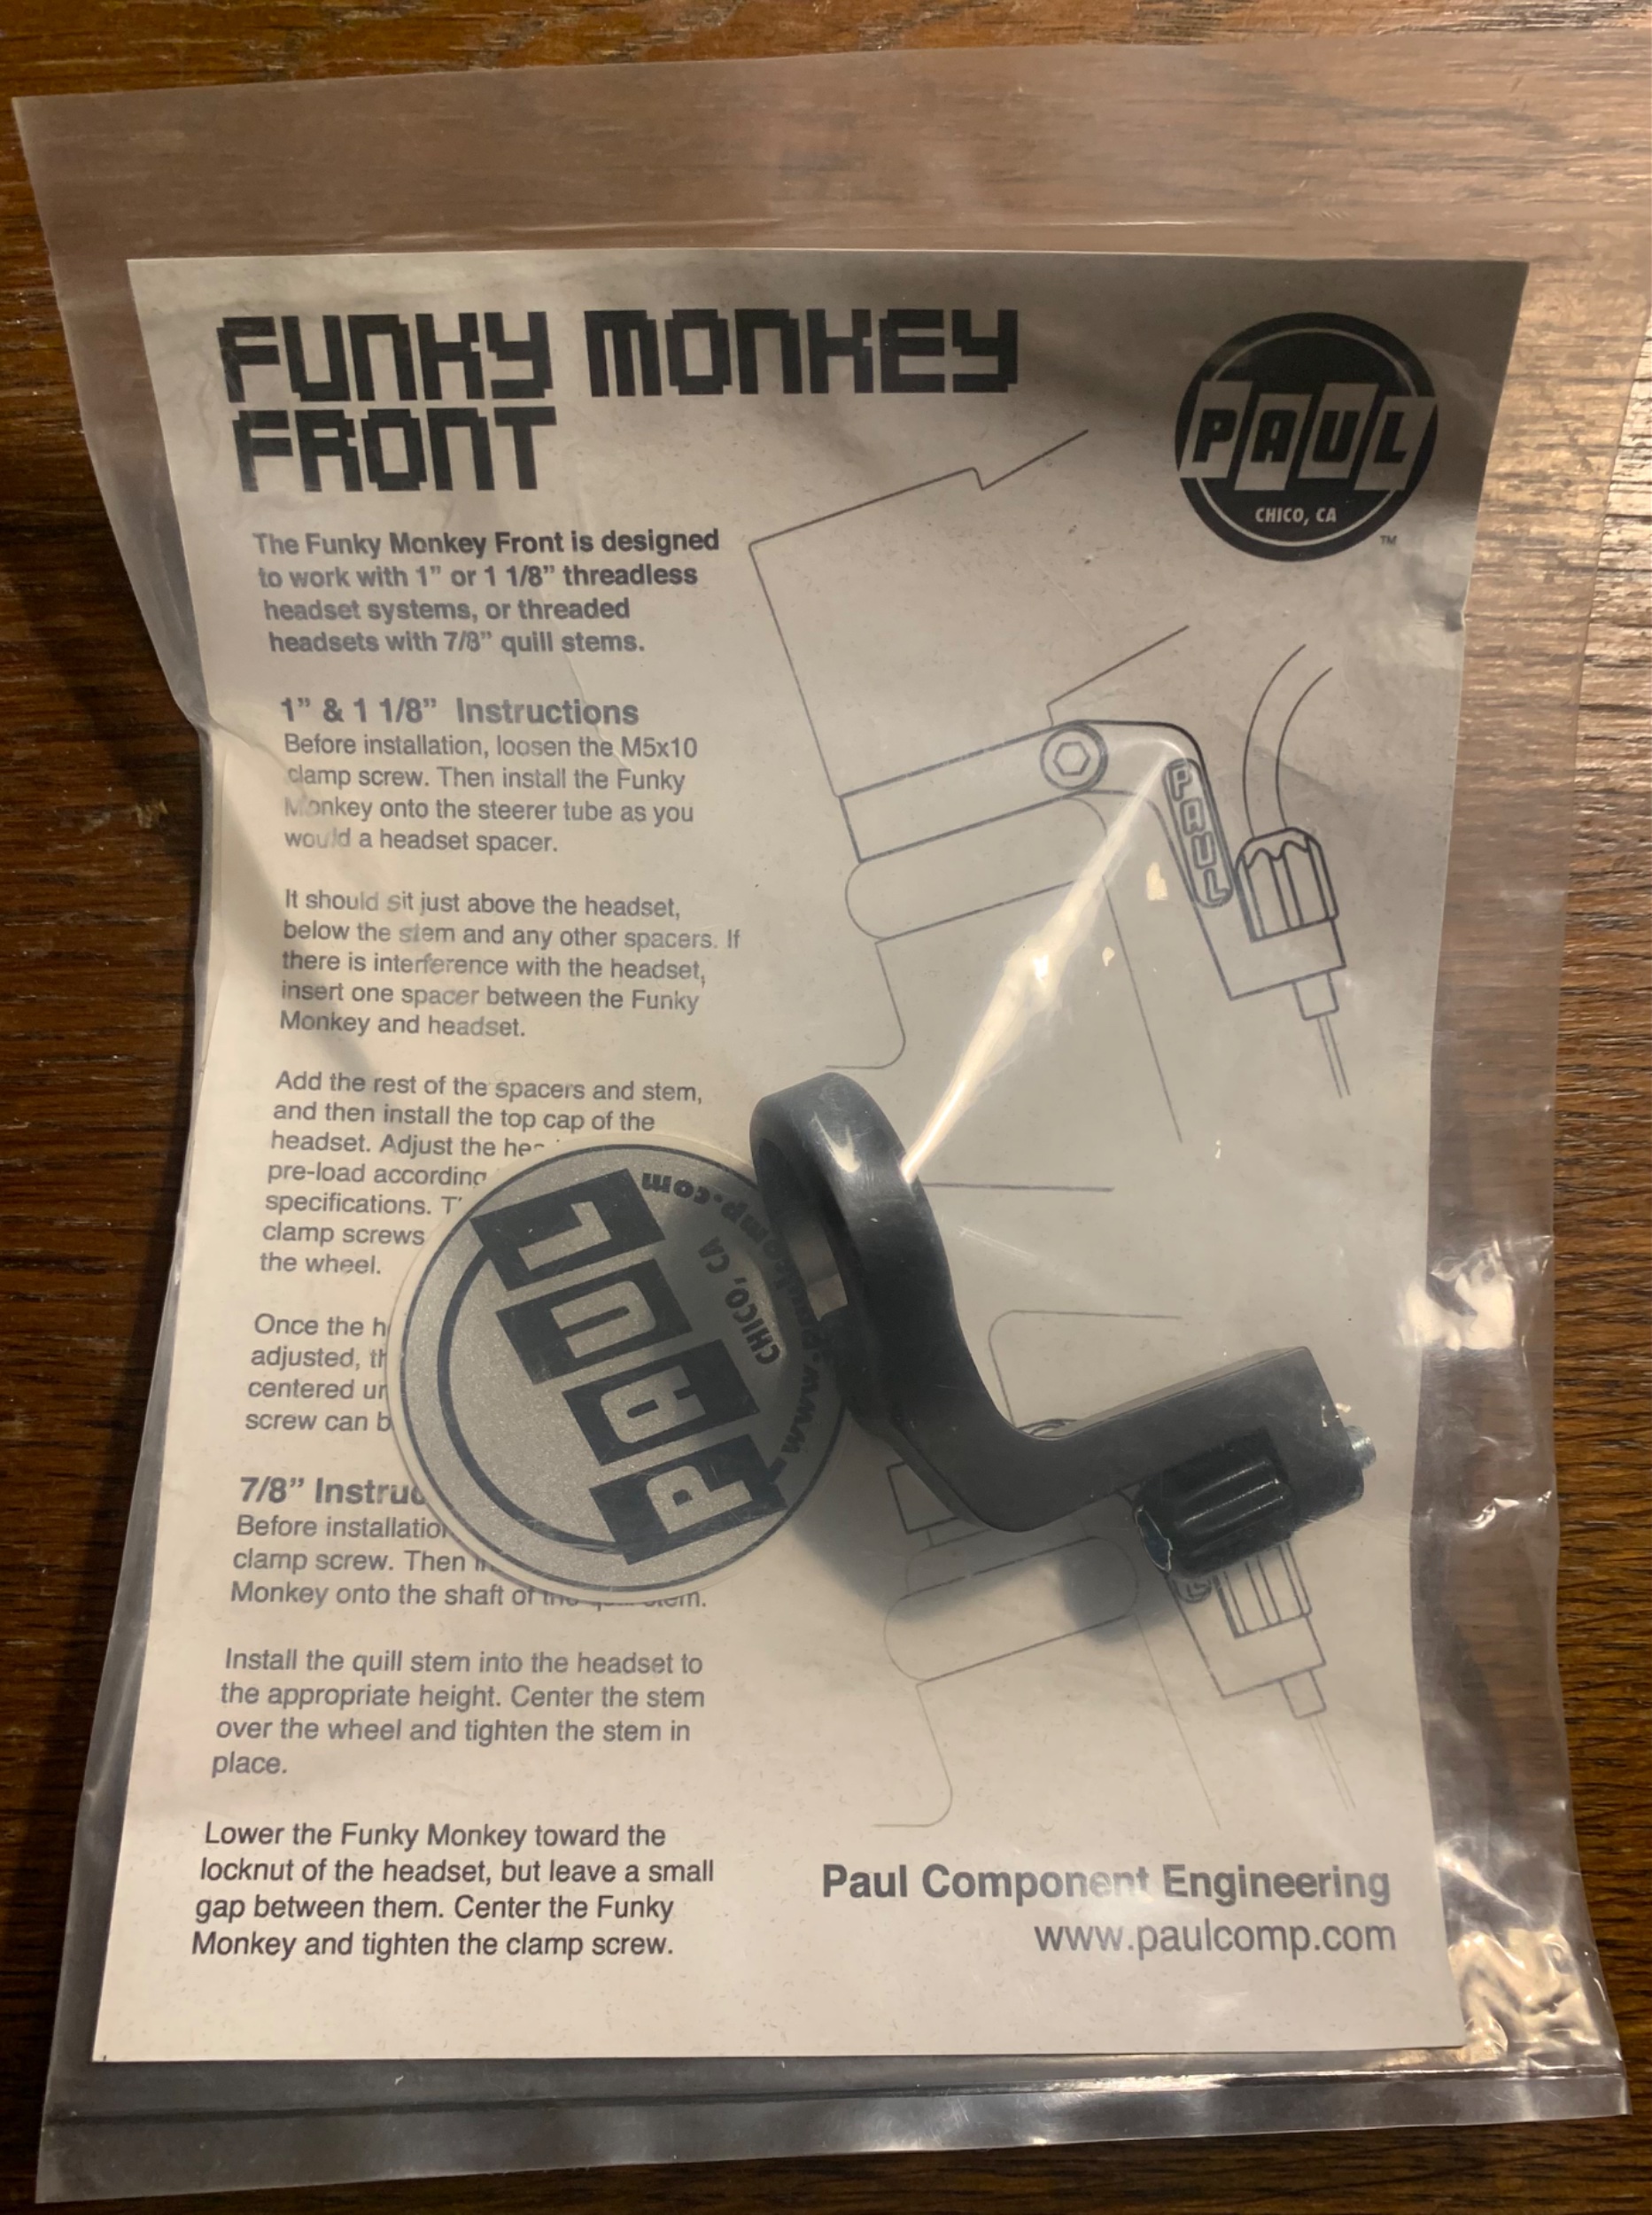 FUNKY MONKEY
FRONT
PAUL
CHICO, CA
TM
The Funky Monkey Front is designed
to work with 1” or 1 1/8” threadless
headset systems, or threaded
headsets with 7/8” quill stems.
1” & 1 1/8” Instructions
Before installation, loosen the M5x10
clamp screw. Then install the Funky
Monkey onto the steerer tube as you
would a headset spacer.
It should sit just above the headset,
below the stem and any other spacers. If
there is interference with the headset,
insert one spacer between the Funky
Monkey and headset.
Add the rest of the spacers and stem,
and then install the top cap of the
headset. Adjust the
pre-load according
specifications.
clamp screws
the wheel.
Once the
adjusted,
centered
screw can
7/8”
Before
clamp screw. Then
Monkey onto the shaft of
Install the quill stem into the headset to
the appropriate height. Center the stem
over the wheel and tighten the stem in
place.
Lower the Funky Monkey toward the
locknut of the headset, but leave a small
gap between them. Center the Funky
Monkey and tighten the clamp screw.
PAUL
PAUL
CHICO, CA
www.paulcomp.com
Paul Component Engineering
www.paulcomp.com